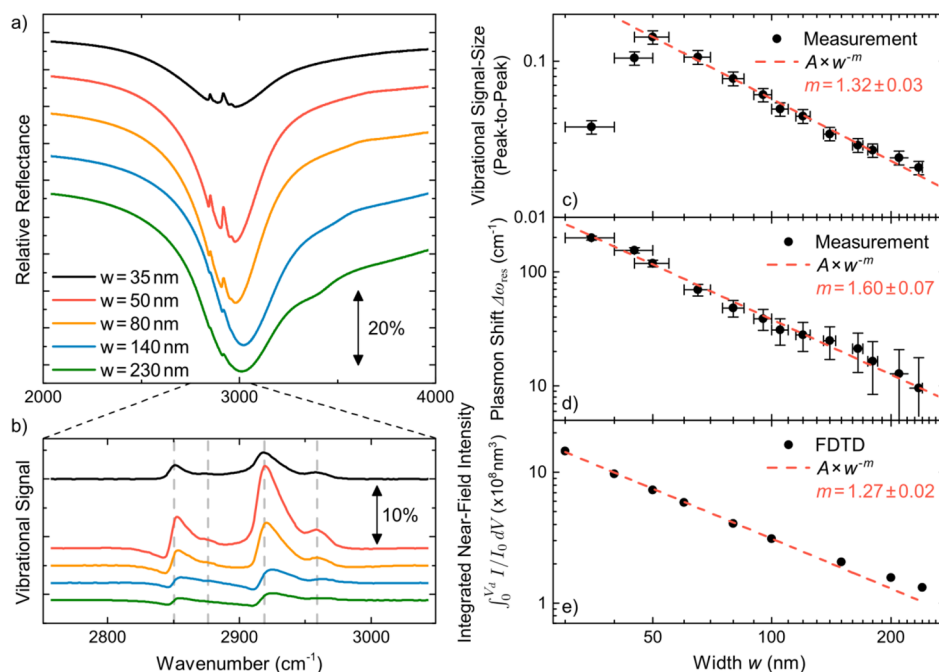 a)
Relative Reflectance
w = 35 nm
w = 50 nm
w = 80 nm
w = 140 nm
w = 230 nm
20%
2000 3000 4000
b)
Vibrational Signal
10%
2800 2900 3000
Wavenumber (cm⁻¹)
Vibrational Signal-Size
(Peak-to-Peak)
0.1
0.01
Measurement
A × w⁻ᵐ
m = 1.32 ± 0.03
c)
Plasmon Shift Δω_res (cm⁻¹)
100
10
Measurement
A × w⁻ᵐ
m = 1.60 ± 0.07
d)
Integrated Near-Field Intensity
∫₀^{V_d} I/I₀ dV (x10⁸nm³)
10
1
FDTD
A × w⁻ᵐ
m = 1.27 ± 0.02
e)
50 100 200
Width w (nm)